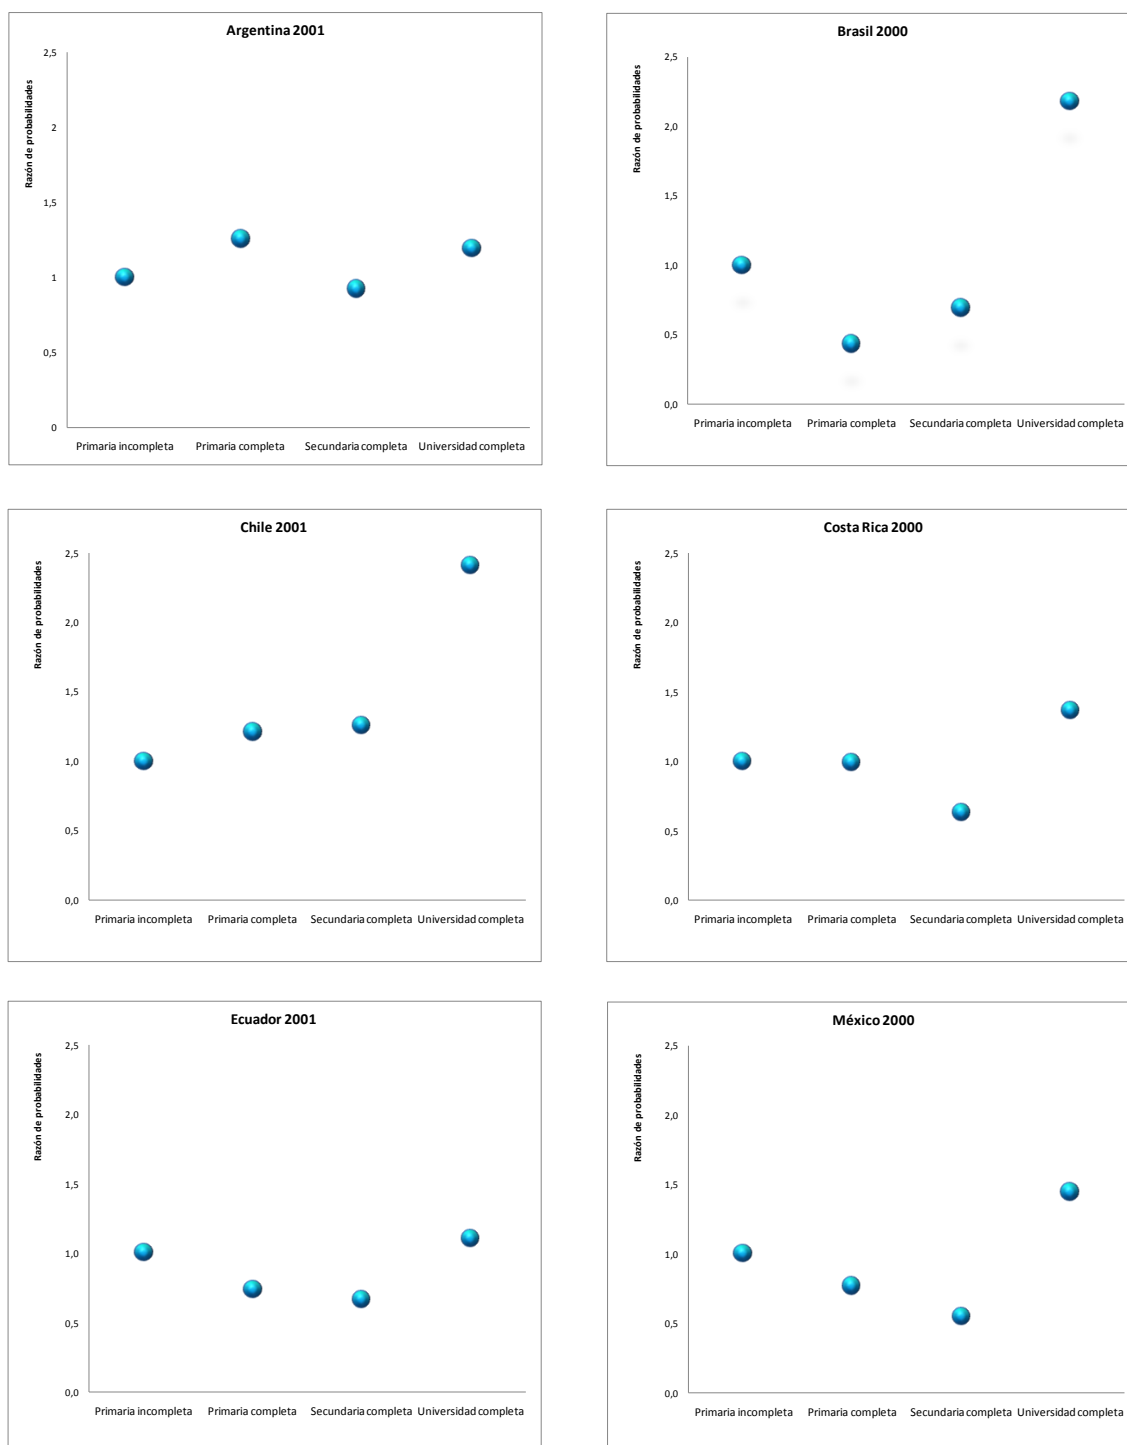 Argentina 2001
Razón de probabilidades
2,5
2
1,5
1
0,5
0
Primaria incompleta Primaria completa Secundaria completa Universidad completa
Brasil 2000
Razón de probabilidades
2,5
2,0
1,5
1,0
0,5
0,0
Primaria incompleta Primaria completa Secundaria completa Universidad completa
Chile 2001
Razón de probabilidades
2,5
2,0
1,5
1,0
0,5
0,0
Primaria incompleta Primaria completa Secundaria completa Universidad completa
Costa Rica 2000
Razón de probabilidades
2,5
2,0
1,5
1,0
0,5
0,0
Primaria incompleta Primaria completa Secundaria completa Universidad completa
Ecuador 2001
Razón de probabilidades
2,5
2,0
1,5
1,0
0,5
0,0
Primaria incompleta Primaria completa Secundaria completa Universidad completa
México 2000
Razón de probabilidades
2,5
2,0
1,5
1,0
0,5
0,0
Primaria incompleta Primaria completa Secundaria completa Universidad completa